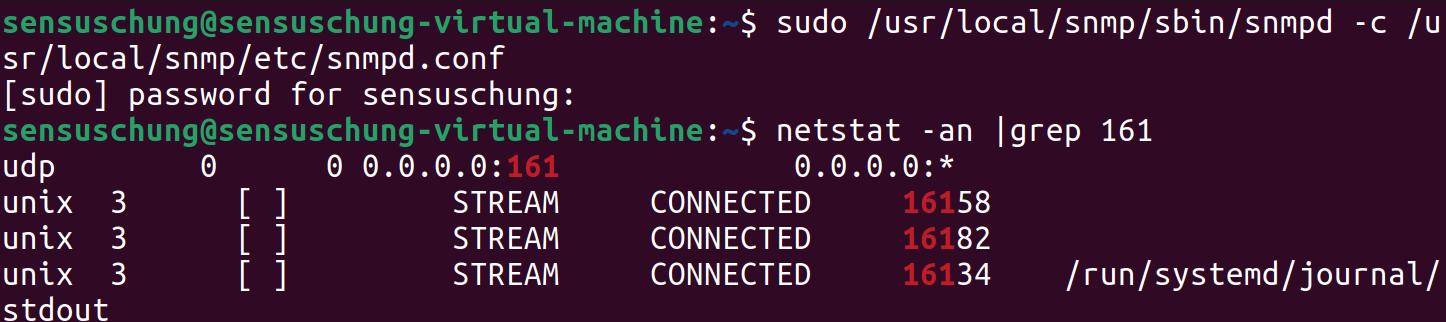 sensuschung@sensuschung-virtual-machine:~$ sudo /usr/local/snmp/sbin/snmpd -c /u
sr/local/snmp/etc/snmpd.conf
[sudo] password for sensuschung:
sensuschung@sensuschung-virtual-machine:~$ netstat -an |grep 161
udp        0      0 0.0.0.0:161             0.0.0.0:*
unix  3      [ ]         STREAM     CONNECTED     16158
unix  3      [ ]         STREAM     CONNECTED     16182
unix  3      [ ]         STREAM     CONNECTED     16134    /run/systemd/journal/
stdout